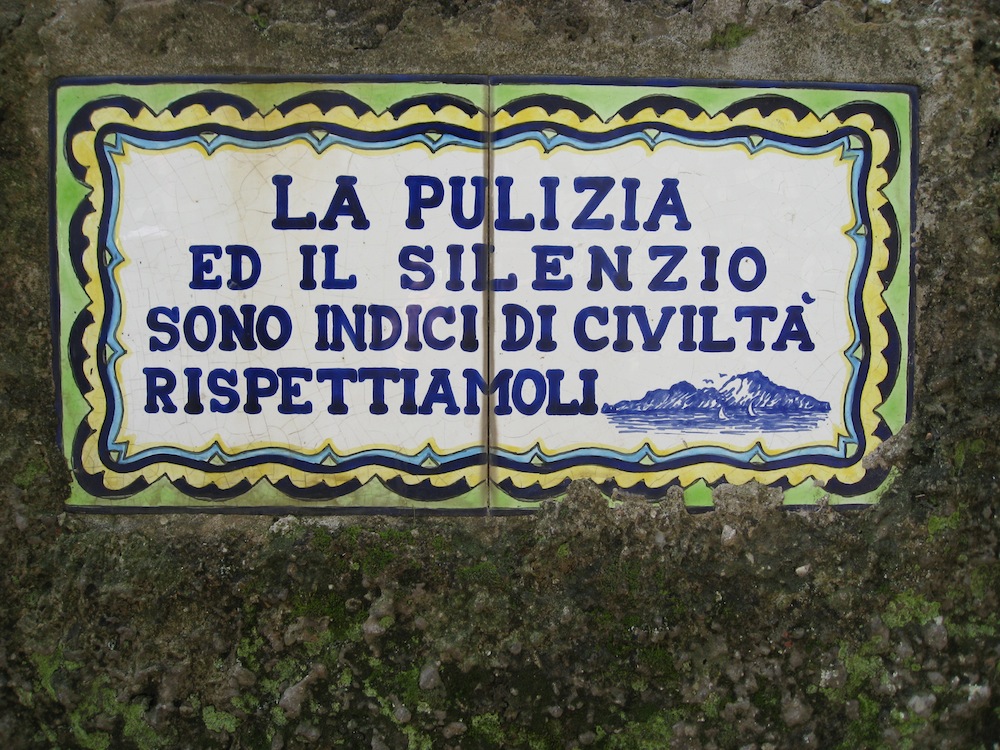 LA PULIZIA
ED IL SILENZIO
SONO INDICI DI CIVILTÀ
RISPETTIAMOLI